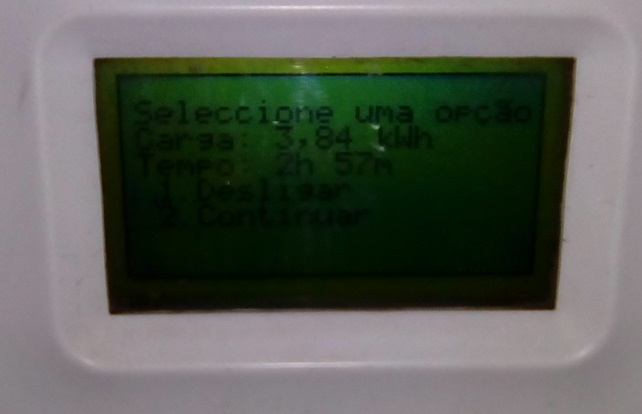 Seleccione uma opção
Carga: 3,84 kWh
Tempo: 2h 57m
1 Desligar
2 Continuar